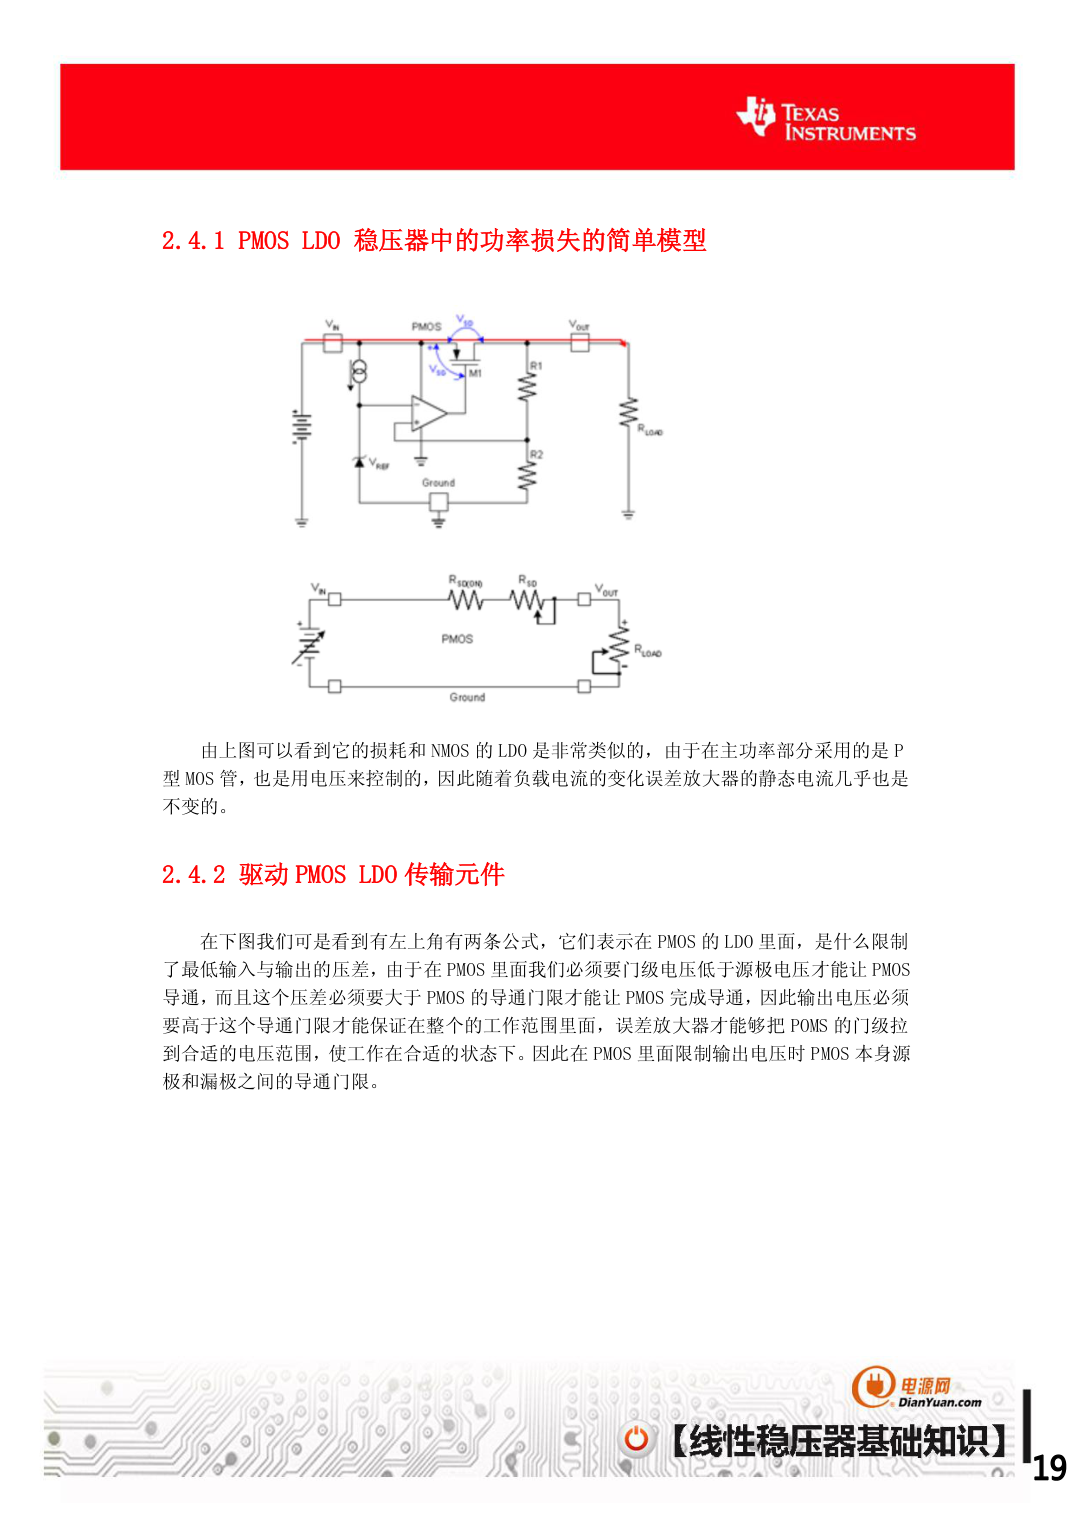 TEXAS
INSTRUMENTS
2.4.1 PMOS LDO 稳压器中的功率损失的简单模型
VIN
PMOS
VSD
VOUT
VSG
M1
R1
RLOAD
R2
VREF
Ground
VIN
RSD(ON)
RSD
VOUT
PMOS
RLOAD
Ground
由上图可以看到它的损耗和 NMOS 的 LDO 是非常类似的，由于在主功率部分采用的是 P
型 MOS 管，也是用电压来控制的，因此随着负载电流的变化误差放大器的静态电流几乎也是
不变的。
2.4.2 驱动 PMOS LDO 传输元件
在下图我们可是看到有左上角有两条公式，它们表示在 PMOS 的 LDO 里面，是什么限制
了最低输入与输出的压差，由于在 PMOS 里面我们必须要门级电压低于源极电压才能让 PMOS
导通，而且这个压差必须要大于 PMOS 的导通门限才能让 PMOS 完成导通，因此输出电压必须
要高于这个导通门限才能保证在整个的工作范围里面，误差放大器才能够把 POMS 的门级拉
到合适的电压范围，使工作在合适的状态下。因此在 PMOS 里面限制输出电压时 PMOS 本身源
极和漏极之间的导通门限。
电源网
DianYuan.com
【线性稳压器基础知识】
19